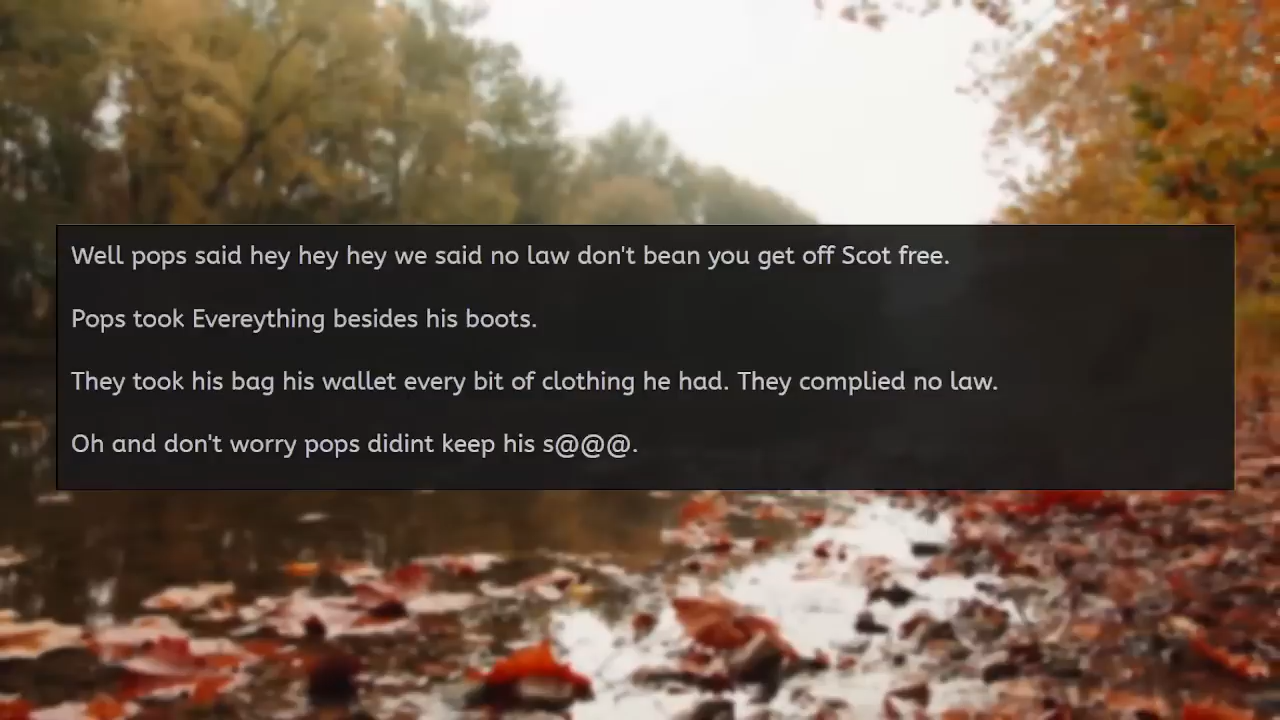 Well pops said hey hey hey we said no law don't bean you get off Scot free.
Pops took Evereything besides his boots.
They took his bag his wallet every bit of clothing he had. They complied no law.
Oh and don't worry pops didint keep his s@@@.